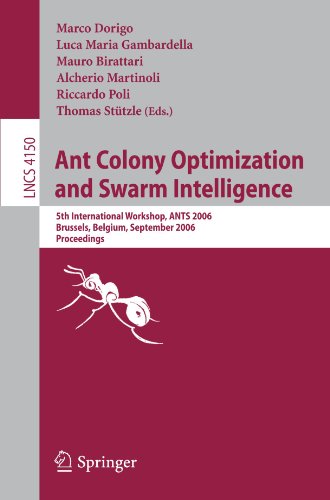 Marco Dorigo
Luca Maria Gambardella
Mauro Birattari
Alcherio Martinoli
Riccardo Poli
Thomas Stützle (Eds.)
LNCS 4150
Ant Colony Optimization
and Swarm Intelligence
5th International Workshop, ANTS 2006
Brussels, Belgium, September 2006
Proceedings
Springer